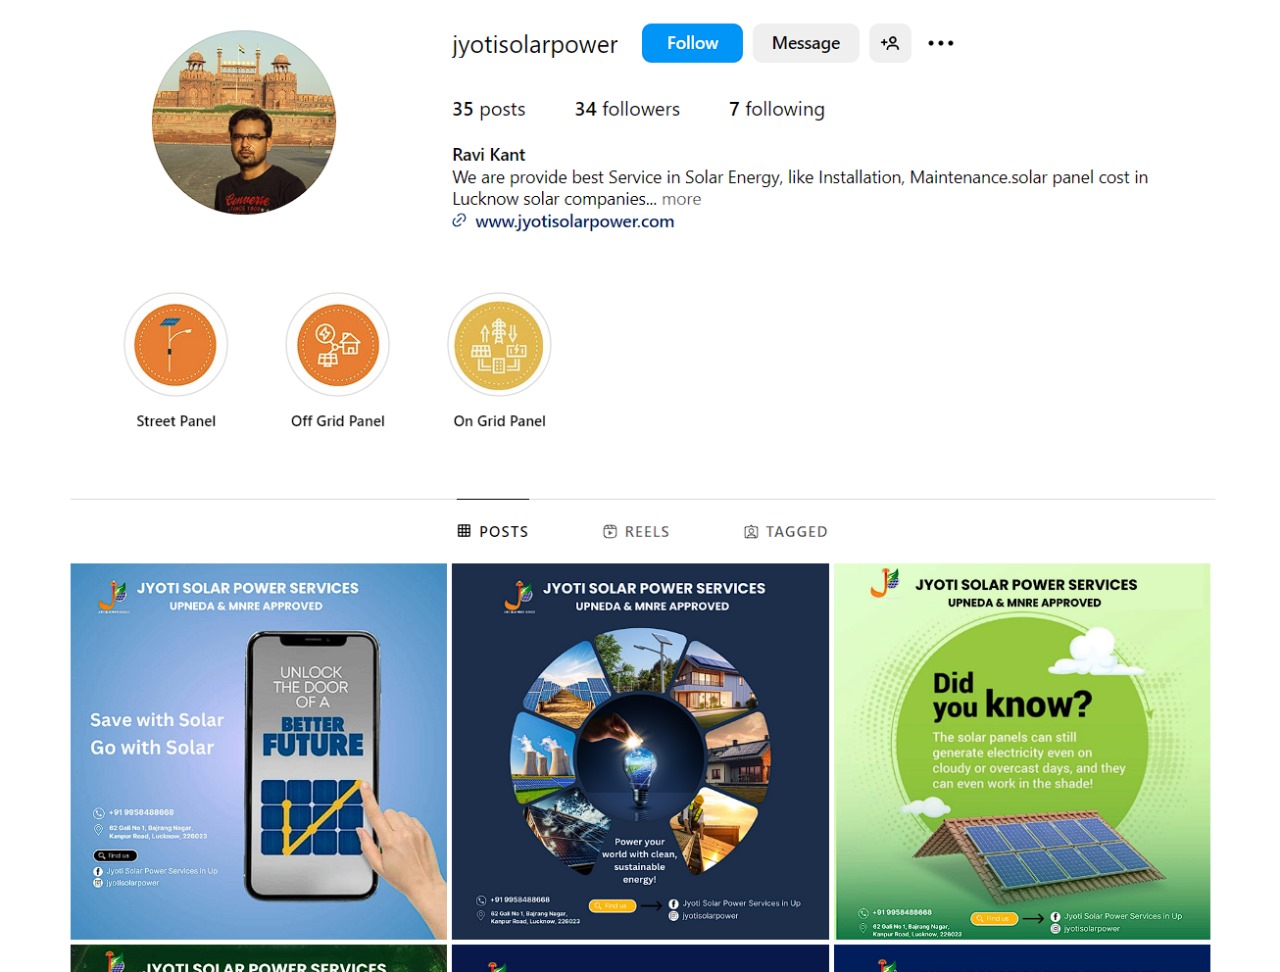 jyotisolarpower
Follow
Message
35 posts
34 followers
7 following
Ravi Kant
We are provide best Service in Solar Energy, like Installation, Maintenance.solar panel cost in
Lucknow solar companies... more
www.jyotisolarpower.com
Converse
Street Panel
Off Grid Panel
On Grid Panel
POSTS
REELS
TAGGED
JYOTI SOLAR POWER SERVICES
UPNEDA & MNRE APPROVED
UNLOCK
THE DOOR
OF A
BETTER
FUTURE
Save with Solar
Go with Solar
+91 9958488668
62 Gali No 1, Bajrang Nagar,
Kanpur Road, Lucknow, 226023
find us
Jyoti Solar Power Services in Up
jyotisolarpower
JYOTI SOLAR POWER SERVICES
UPNEDA & MNRE APPROVED
Power your
world with clean,
sustainable
energy!
+91 9958488668
62 Gali No 1, Bajrang Nagar,
Kanpur Road, Lucknow, 226023
find us
Jyoti Solar Power Services in Up
jyotisolarpower
JYOTI SOLAR POWER SERVICES
UPNEDA & MNRE APPROVED
Did
you know?
The solar panels can still
generate electricity even on
cloudy or overcast days, and they
can even work in the shade!
+91 9958488668
62 Gali No 1, Bajrang Nagar,
Kanpur Road, Lucknow, 226023
find us
Jyoti Solar Power Services in Up
jyotisolarpower
JYOTI SOLAR POWER SERVICES